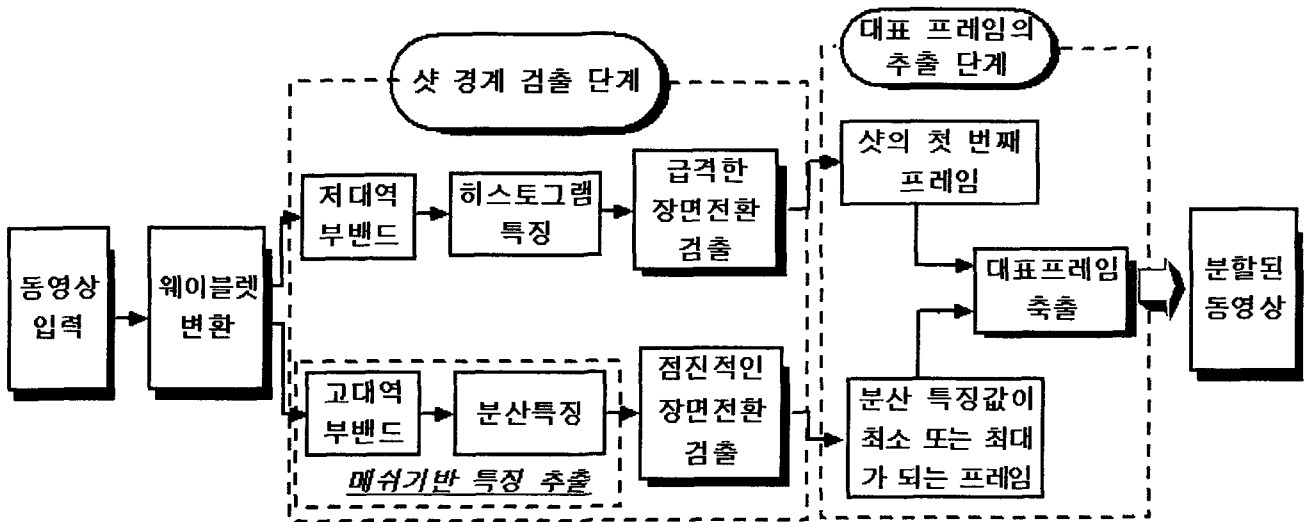 샷 경계 검출 단계
대표 프레임의
추출 단계
동영상
입력
웨이블렛
변환
저대역
부밴드
히스토그램
특징
급격한
장면전환
검출
고대역
부밴드
분산특징
메쉬기반 특징 추출
점진적인
장면전환
검출
샷의 첫 번째
프레임
분산 특징값이
최소 또는 최대
가 되는 프레임
대표프레임
축출
분할된
동영상